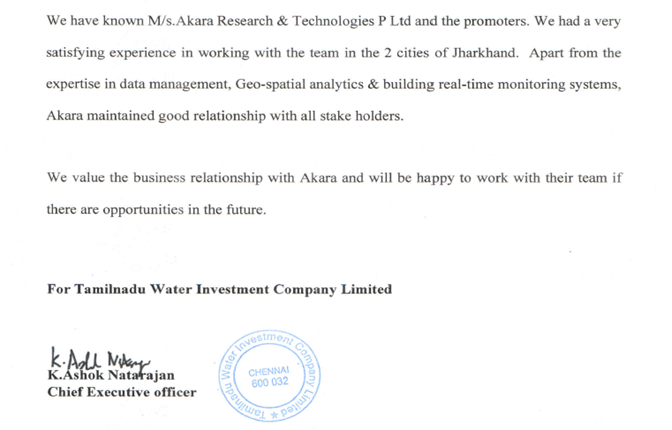 We have known M/s.Akara Research & Technologies P Ltd and the promoters. We had a very
satisfying experience in working with the team in the 2 cities of Jharkhand. Apart from the
expertise in data management, Geo-spatial analytics & building real-time monitoring systems,
Akara maintained good relationship with all stake holders.
We value the business relationship with Akara and will be happy to work with their team if
there are opportunities in the future.
For Tamilnadu Water Investment Company Limited
K.Ashok Natarajan
Chief Executive officer
Tamilnadu Water Investment Company Limited
CHENNAI
600 032